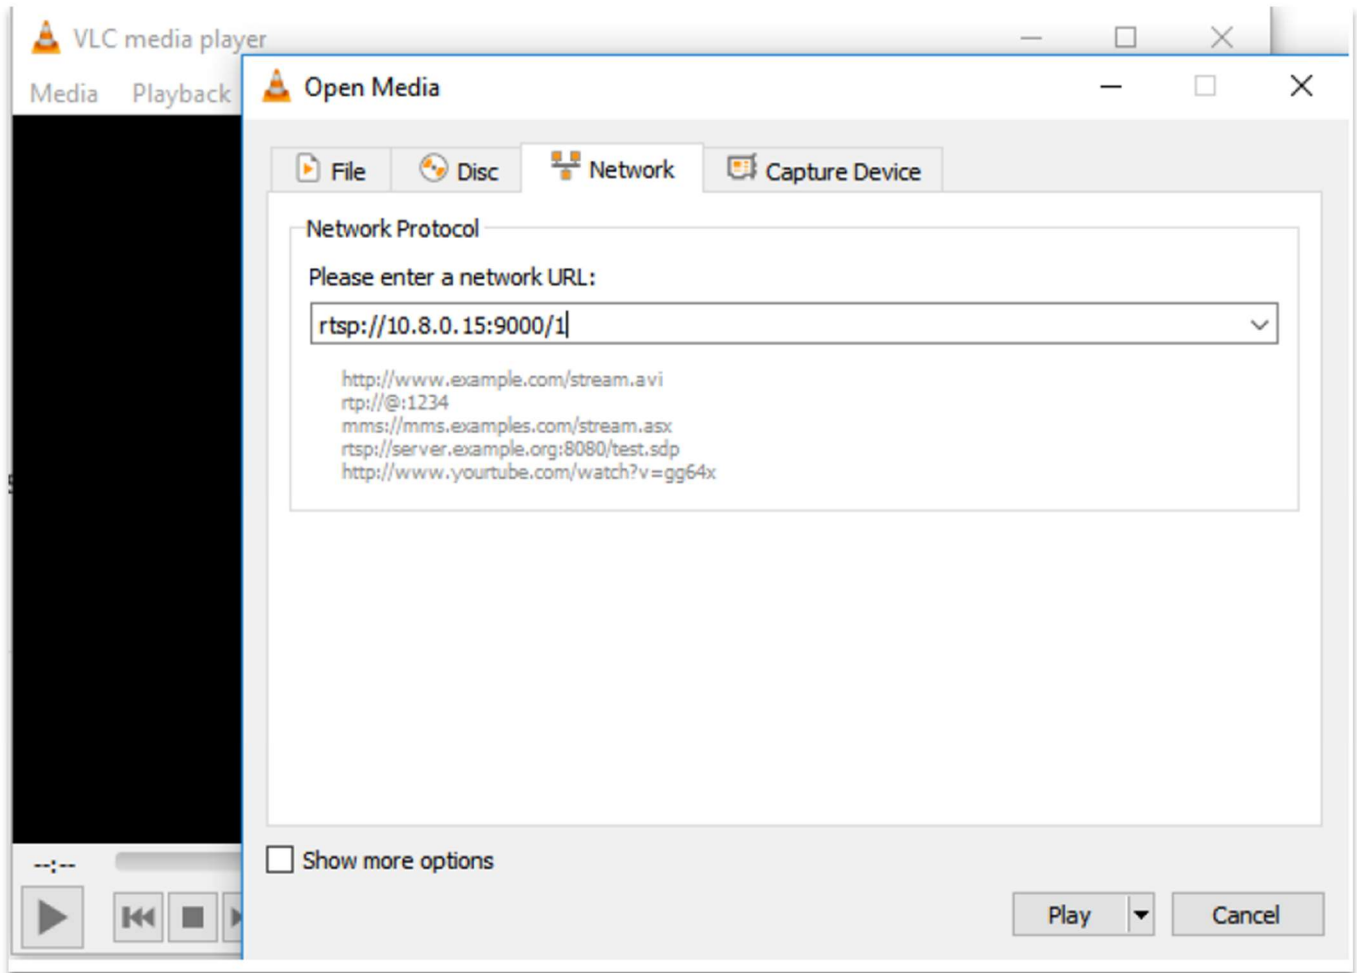 VLC media player
Media Playback
Open Media
File Disc Network Capture Device
Network Protocol
Please enter a network URL:
rtsp://10.8.0.15:9000/1
http://www.example.com/stream.avi
rtp://@:1234
mms://mms.examples.com/stream.asx
rtsp://server.example.org:8080/test.sdp
http://www.yourtube.com/watch?v=gg64x
--:--
Show more options
Play Cancel